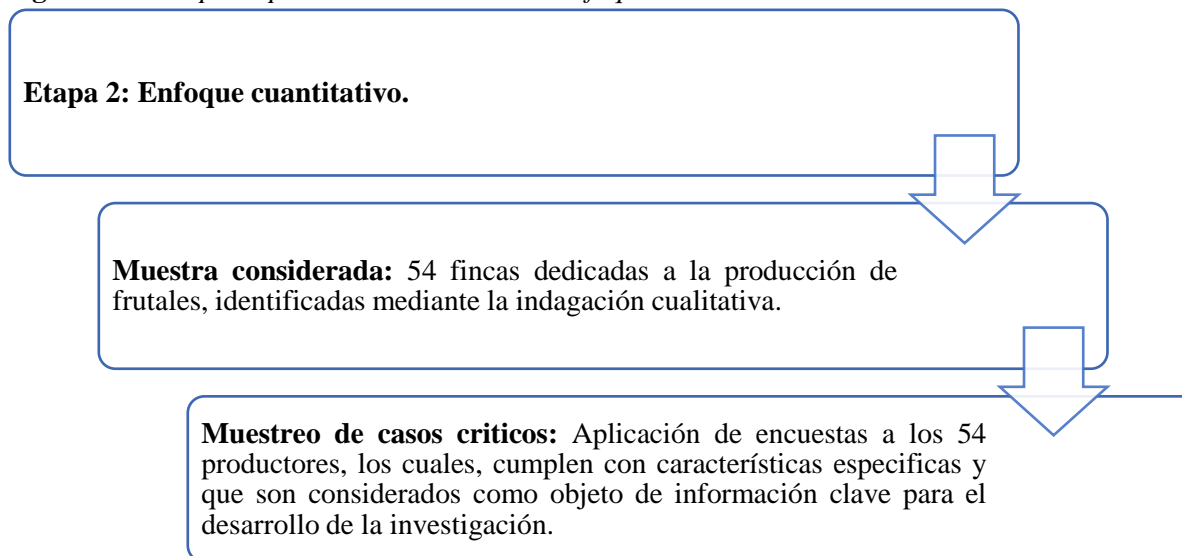 Etapa 2: Enfoque cuantitativo.
Muestra considerada: 54 fincas dedicadas a la producción de
frutales, identificadas mediante la indagación cualitativa.
Muestreo de casos criticos: Aplicación de encuestas a los 54
productores, los cuales, cumplen con características especificas y
que son considerados como objeto de información clave para el
desarrollo de la investigación.